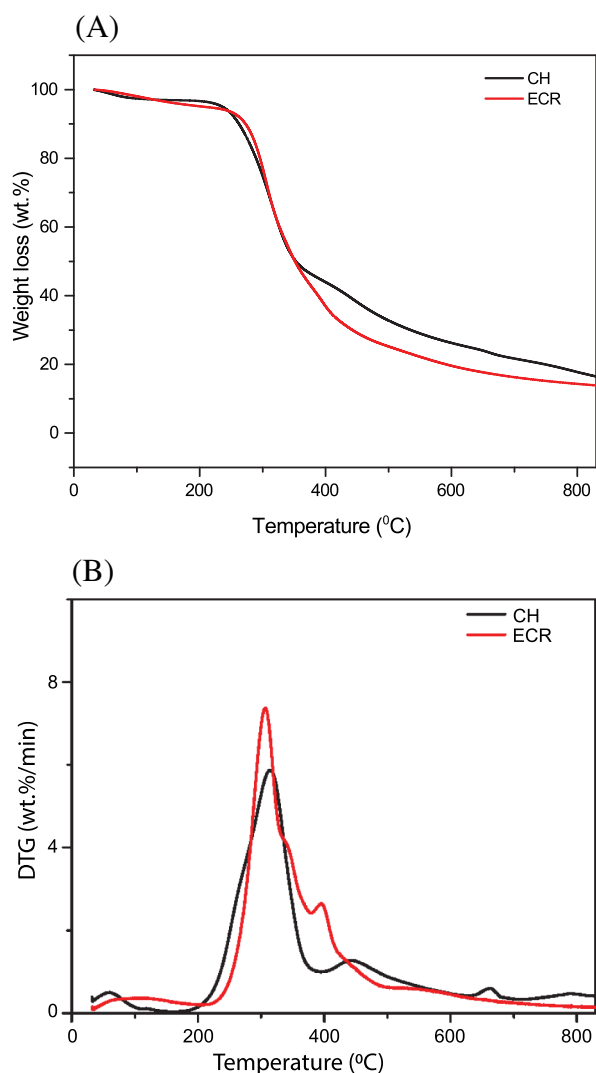 (A)
CH
ECR
100
80
60
40
20
0
Weight loss (wt.%)
0 200 400 600 800
Temperature (⁰C)
(B)
CH
ECR
8
4
0
DTG (wt.%/min)
0 200 400 600 800
Temperature (⁰C)